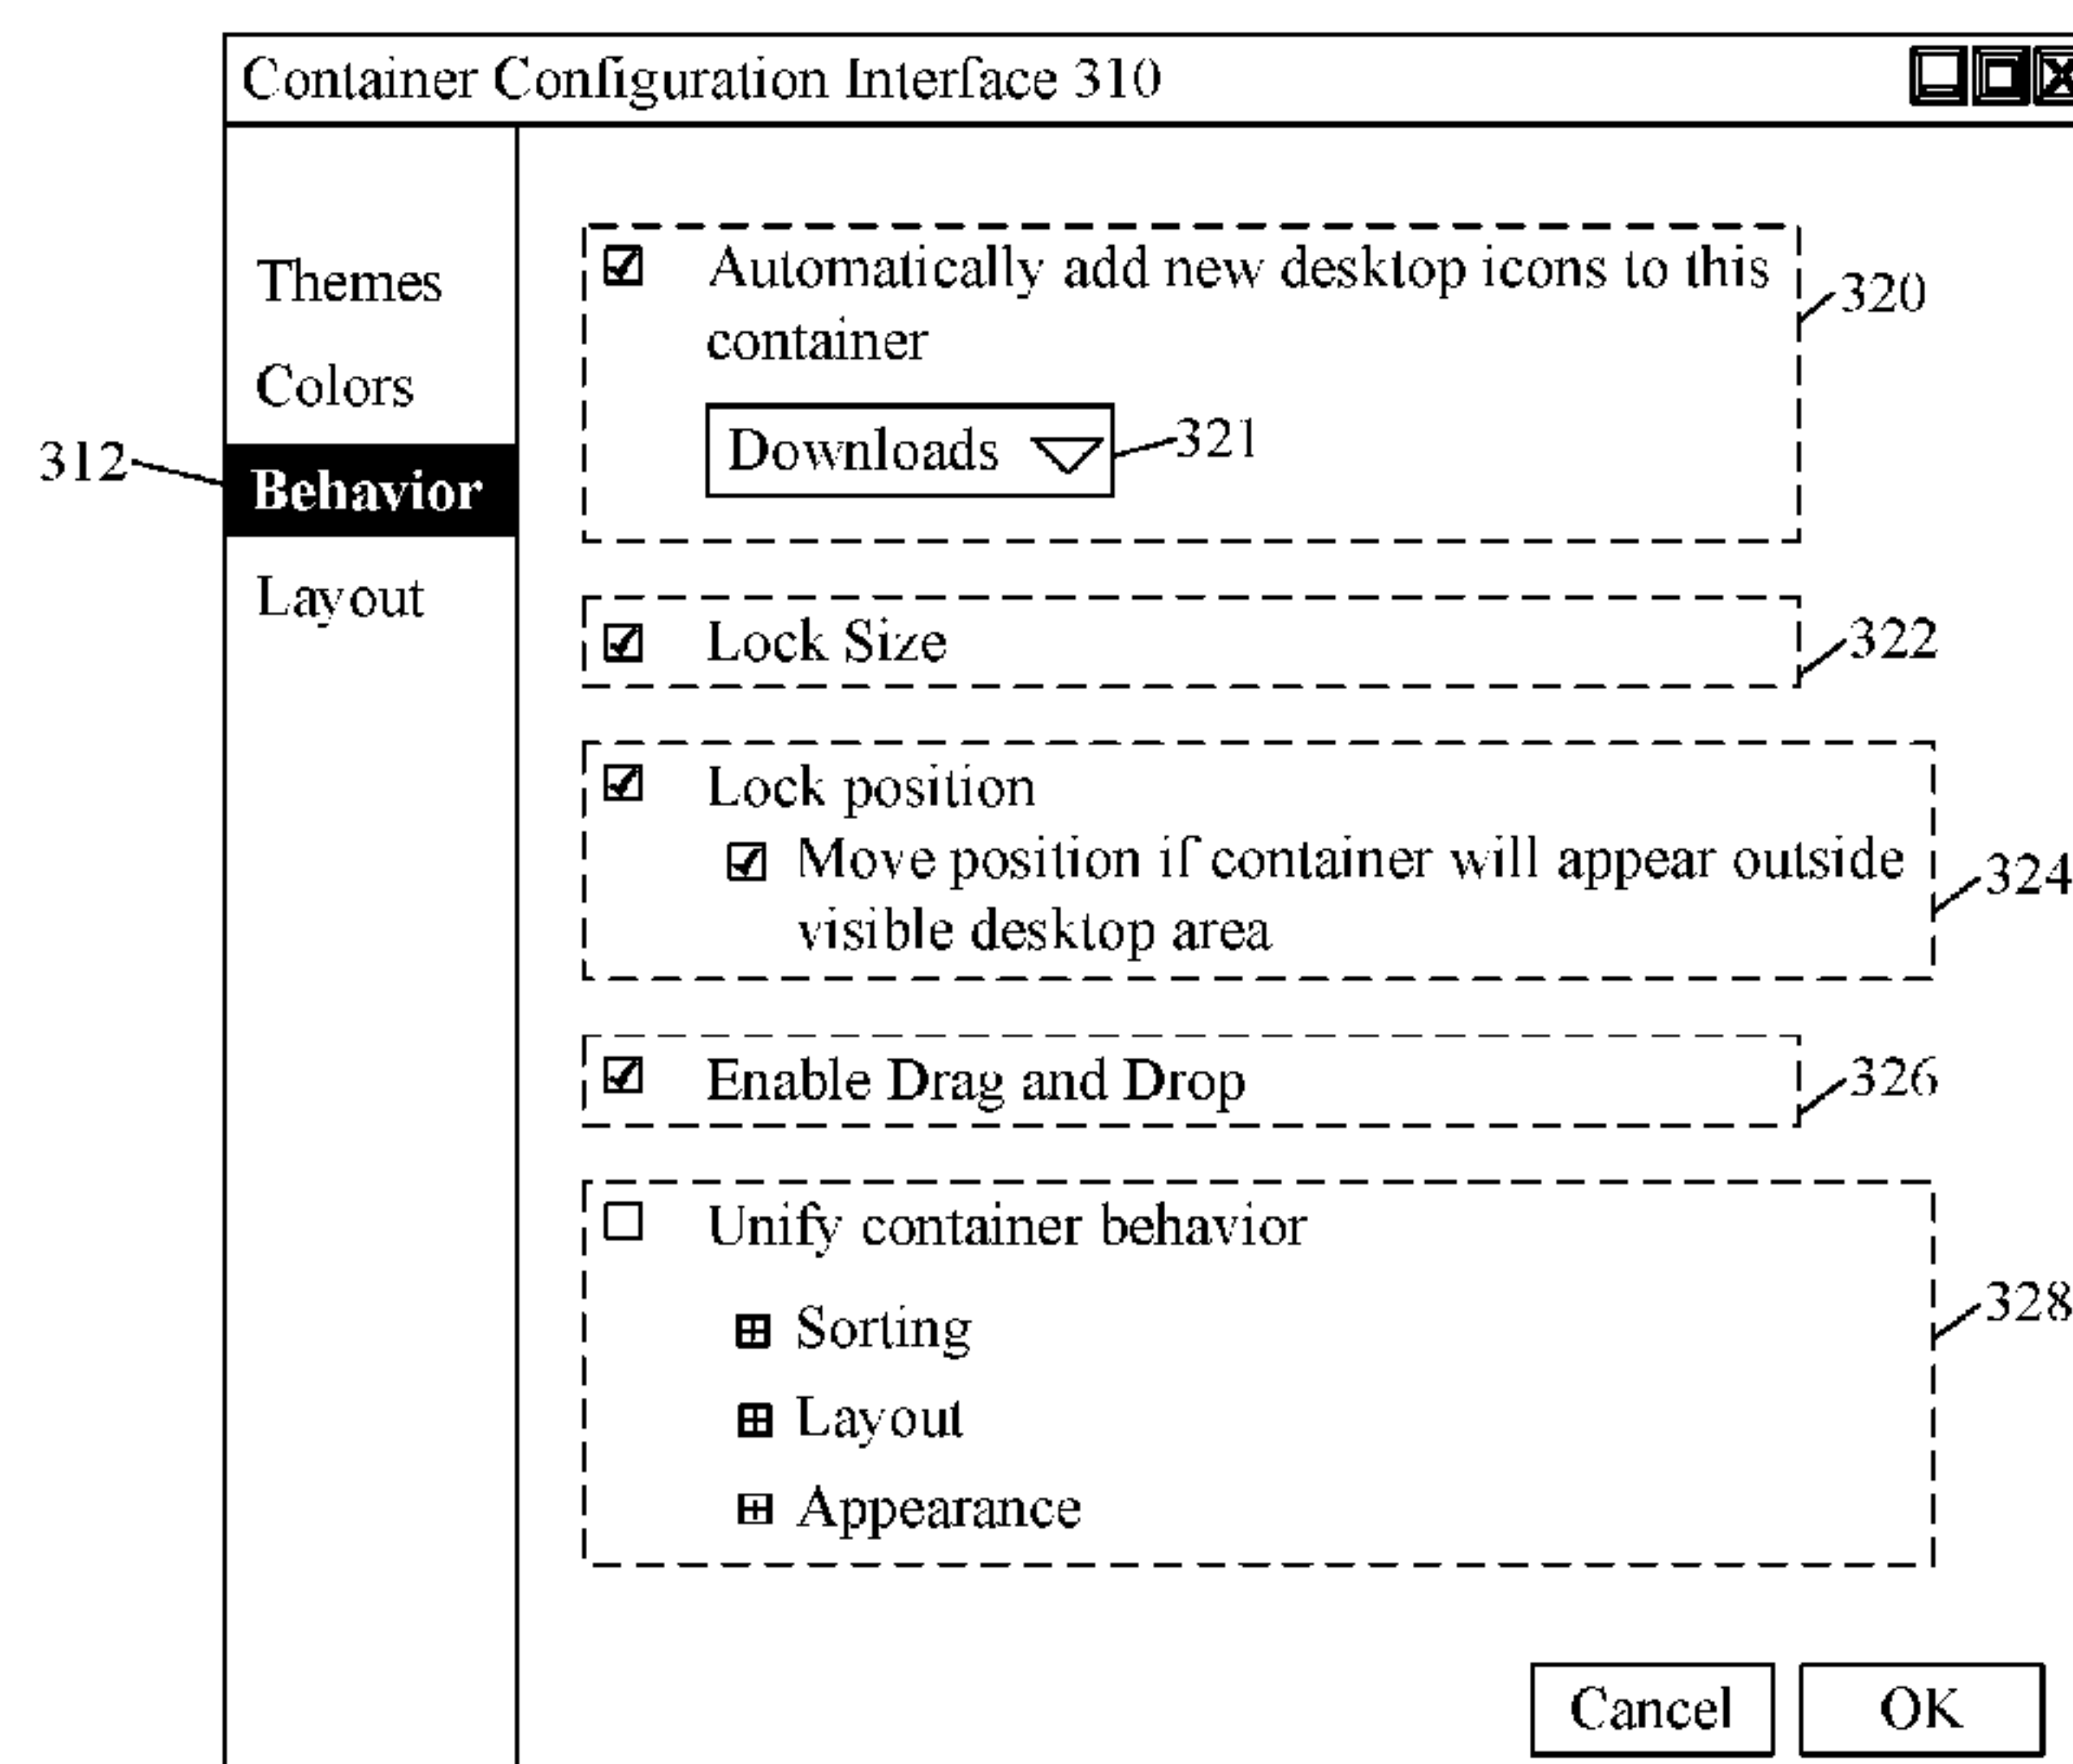 Container Configuration Interface 310
Themes
Colors
312
Behavior
Layout
Automatically add new desktop icons to this
container
320
Downloads
321
Lock Size
322
Lock position
Move position if container will appear outside
visible desktop area
324
Enable Drag and Drop
326
Unify container behavior
Sorting
328
Layout
Appearance
Cancel
OK